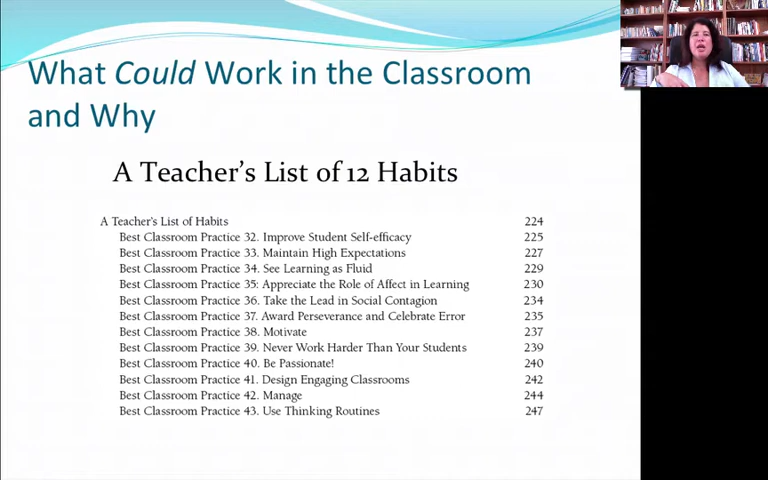 What Could Work in the Classroom
and Why
A Teacher's List of 12 Habits
A Teacher's List of Habits 224
Best Classroom Practice 32. Improve Student Self-efficacy 225
Best Classroom Practice 33. Maintain High Expectations 227
Best Classroom Practice 34. See Learning as Fluid 229
Best Classroom Practice 35: Appreciate the Role of Affect in Learning 230
Best Classroom Practice 36. Take the Lead in Social Contagion 234
Best Classroom Practice 37. Award Perseverance and Celebrate Error 235
Best Classroom Practice 38. Motivate 237
Best Classroom Practice 39. Never Work Harder Than Your Students 239
Best Classroom Practice 40. Be Passionate! 240
Best Classroom Practice 41. Design Engaging Classrooms 242
Best Classroom Practice 42. Manage 244
Best Classroom Practice 43. Use Thinking Routines 247